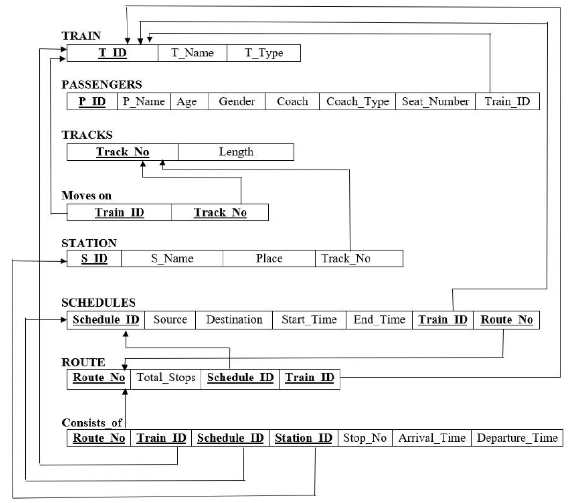 TRAIN
T_ID T_Name T_Type
PASSENGERS
P_ID P_Name Age Gender Coach Coach_Type Seat_Number Train_ID
TRACKS
Track_No Length
Moves on
Train_ID Track_No
STATION
S_ID S_Name Place Track_No
SCHEDULES
Schedule_ID Source Destination Start_Time End_Time Train_ID Route_No
ROUTE
Route_No Total_Stops Schedule_ID Train_ID
Consists_of
Route_No Train_ID Schedule_ID Station_ID Stop_No Arrival_Time Departure_Time